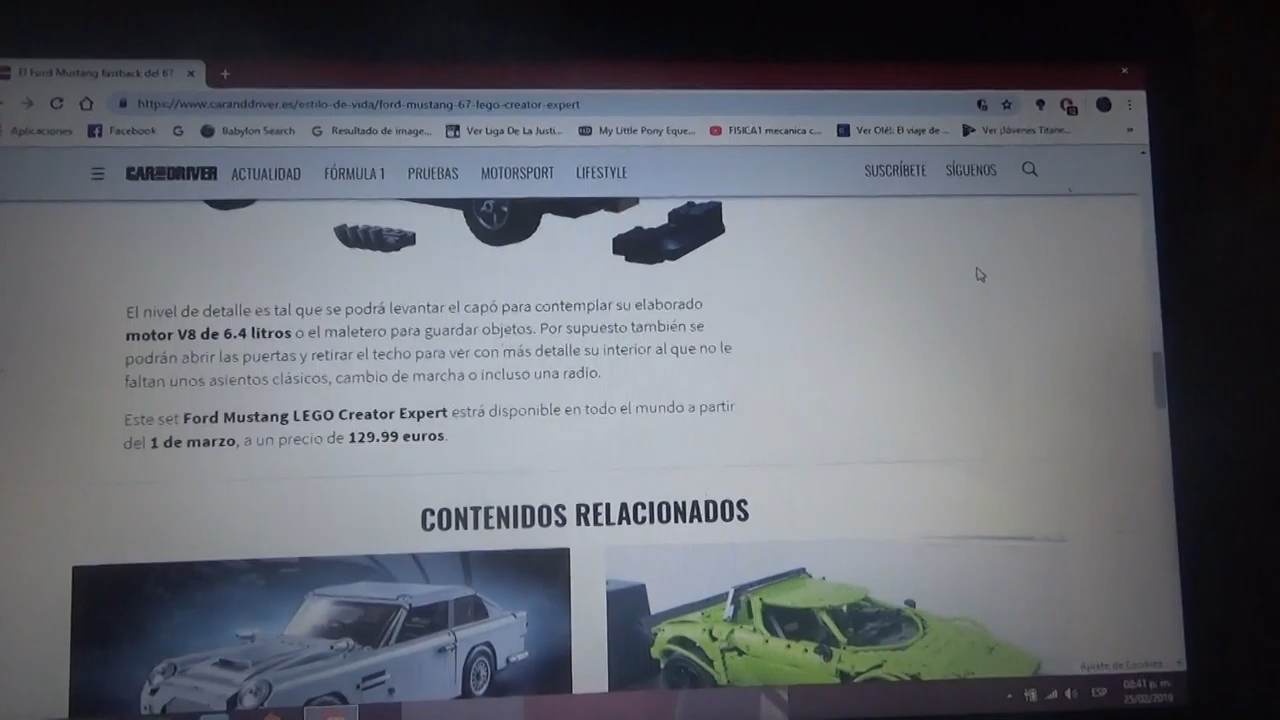 El Ford Mustang fastback del 67
https://www.caranddriver.es/estilo-de-vida/ford-mustang-67-lego-creator-expert
Aplicaciones Facebook Babylon Search Resultado de image... Ver Liga De La Justi... My Little Pony Eque... FISICA1 mecanica c... Ver Olé!: El viaje de ... Ver ¡Jóvenes Titane...
CAR AND DRIVER ACTUALIDAD FÓRMULA 1 PRUEBAS MOTORSPORT LIFESTYLE SUSCRÍBETE SÍGUENOS
El nivel de detalle es tal que se podrá levantar el capó para contemplar su elaborado
motor V8 de 6.4 litros o el maletero para guardar objetos. Por supuesto también se
podrán abrir las puertas y retirar el techo para ver con más detalle su interior al que no le
faltan unos asientos clásicos, cambio de marcha o incluso una radio.
Este set Ford Mustang LEGO Creator Expert estrá disponible en todo el mundo a partir
del 1 de marzo, a un precio de 129.99 euros.
CONTENIDOS RELACIONADOS
Ajuste de Cookies
ESP
08:41 p. m.
25/02/2019